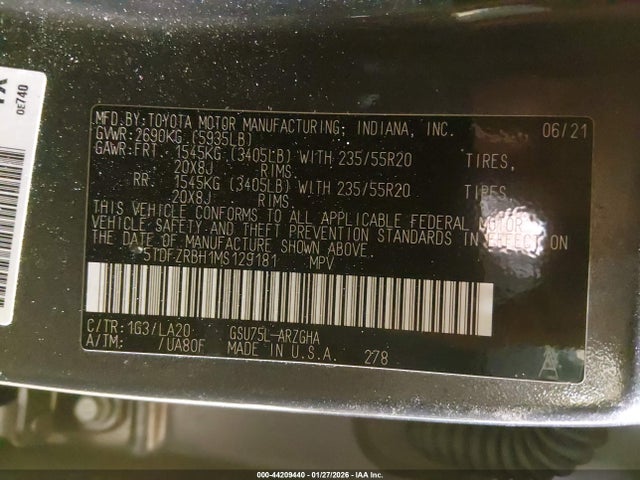 MFD.BY:TOYOTA MOTOR MANUFACTURING, INDIANA, INC. 06/21
GVWR:2690KG (5935LB)
GAWR:FRT. 1545KG (3405LB) WITH 235/55R20 TIRES,
20X8J RIMS.
RR. 1545KG (3405LB) WITH 235/55R20 TIRES,
20X8J RIMS.
THIS VEHICLE CONFORMS TO ALL APPLICABLE FEDERAL MOTOR
VEHICLE SAFETY AND THEFT PREVENTION STANDARDS IN EFFECT ON
THE DATE OF MANUFACTURE SHOWN ABOVE.
5TDFZRBH1MS129181 MPV
C/TR:1G3/LA20 GSU75L-ARZGHA
A/TM: /UA80F MADE IN U.S.A. 278
0E740
000-44209440 - 01/27/2026 - IAA Inc.